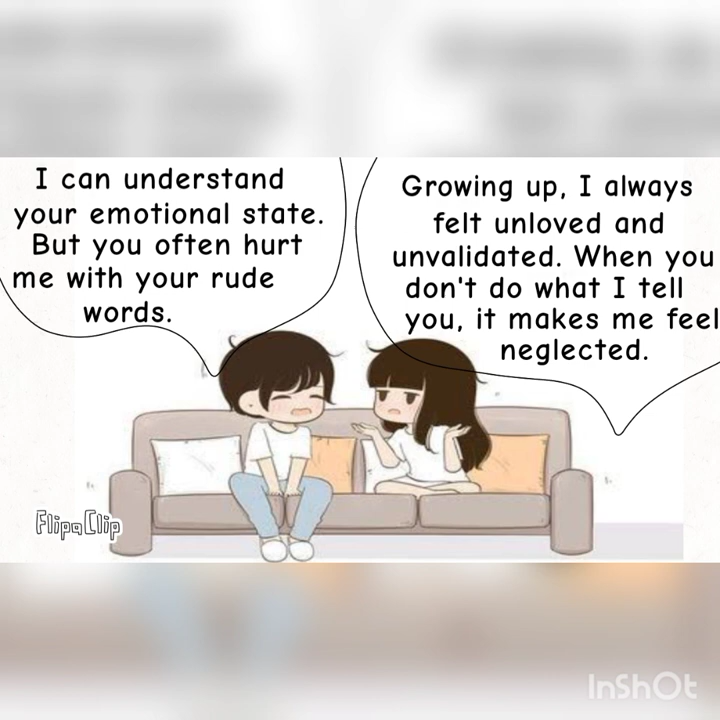 I can understand
your emotional state.
But you often hurt
me with your rude
words.
Growing up, I always
felt unloved and
unvalidated. When you
don't do what I tell
you, it makes me feel
neglected.
FlipaClip
InShOt